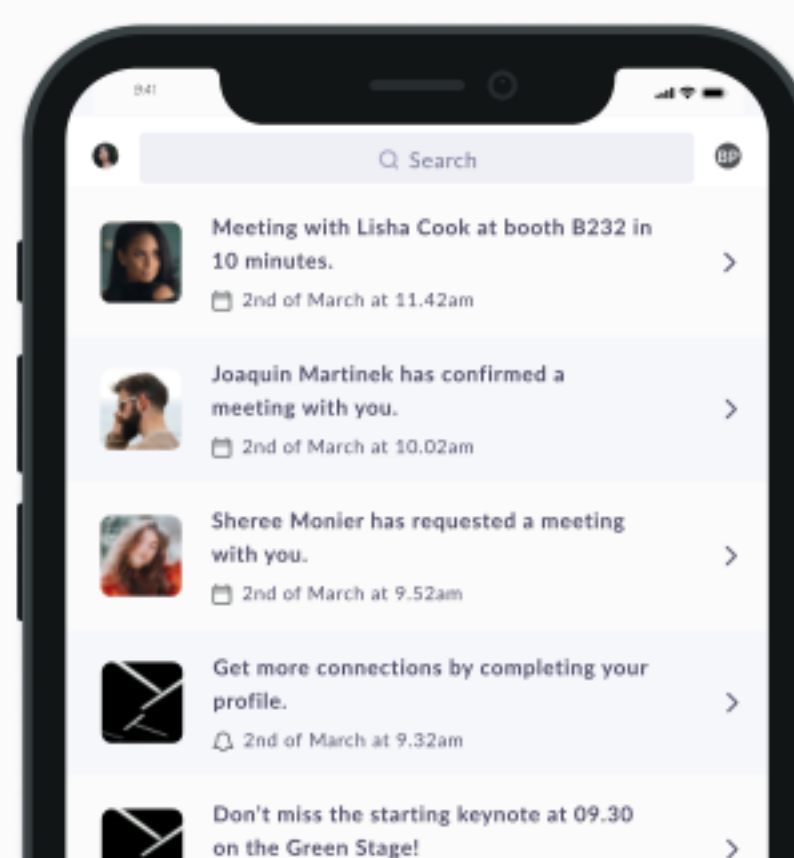 9:41
Search
BP
Meeting with Lisha Cook at booth B232 in
10 minutes.
2nd of March at 11.42am
Joaquin Martinek has confirmed a
meeting with you.
2nd of March at 10.02am
Sheree Monier has requested a meeting
with you.
2nd of March at 9.52am
Get more connections by completing your
profile.
2nd of March at 9.32am
Don't miss the starting keynote at 09.30
on the Green Stage!